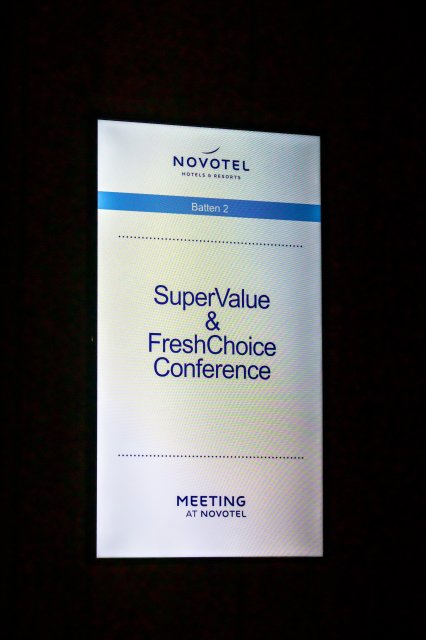 NOVOTEL
HOTELS & RESORTS
Batten 2
SuperValue
&
FreshChoice
Conference
MEETING
AT NOVOTEL